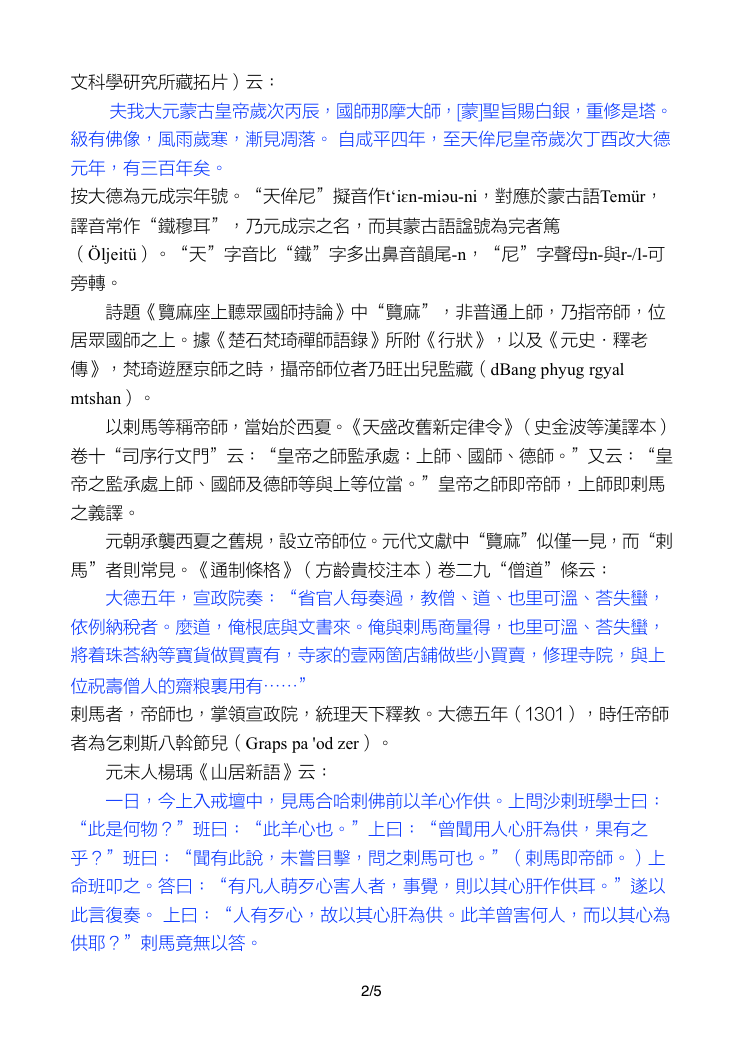 文科學研究所藏拓片）云：
夫我大元蒙古皇帝歲次丙辰，國師那摩大師，[蒙]聖旨賜白銀，重修是塔。
級有佛像，風雨歲寒，漸見凋落。 自咸平四年，至天侔尼皇帝歲次丁酉改大德
元年，有三百年矣。
按大德為元成宗年號。“天侔尼”擬音作t‘iɛn-miəu-ni，對應於蒙古語Temür，
譯音常作“鐵穆耳”，乃元成宗之名，而其蒙古語諡號為完者篤
（Öljeitü）。“天”字音比“鐵”字多出鼻音韻尾-n，“尼”字聲母n-與r-/l-可
旁轉。
詩題《覽麻座上聽眾國師持論》中“覽麻”，非普通上師，乃指帝師，位
居眾國師之上。據《楚石梵琦禪師語錄》所附《行狀》，以及《元史．釋老
傳》，梵琦遊歷京師之時，攝帝師位者乃旺出兒監藏（dBang phyug rgyal
mtshan）。
以剌馬等稱帝師，當始於西夏。《天盛改舊新定律令》（史金波等漢譯本）
卷十“司序行文門”云：“皇帝之師監承處：上師、國師、德師。”又云：“皇
帝之監承處上師、國師及德師等與上等位當。”皇帝之師即帝師，上師即剌馬
之義譯。
元朝承襲西夏之舊規，設立帝師位。元代文獻中“覽麻”似僅一見，而“剌
馬”者則常見。《通制條格》（方齡貴校注本）卷二九“僧道”條云：
大德五年，宣政院奏：“省官人每奏過，教僧、道、也里可溫、荅失蠻，
依例納稅者。麼道，俺根底與文書來。俺與剌馬商量得，也里可溫、荅失蠻，
將着珠荅納等寶貨做買賣有，寺家的壹兩箇店鋪做些小買賣，修理寺院，與上
位祝壽僧人的齋粮裏用有……”
剌馬者，帝師也，掌領宣政院，統理天下釋教。大德五年（1301），時任帝師
者為乞剌斯八斡節兒（Graps pa 'od zer）。
元末人楊瑀《山居新語》云：
一日，今上入戒壇中，見馬合哈剌佛前以羊心作供。上問沙剌班學士曰：
“此是何物？”班曰：“此羊心也。”上曰：“曾聞用人心肝為供，果有之
乎？”班曰：“聞有此說，未嘗目擊，問之剌馬可也。”（剌馬即帝師。）上
命班叩之。答曰：“有凡人萌歹心害人者，事覺，則以其心肝作供耳。”遂以
此言復奏。 上曰：“人有歹心，故以其心肝為供。此羊曾害何人，而以其心為
供耶？”剌馬竟無以答。
2/5